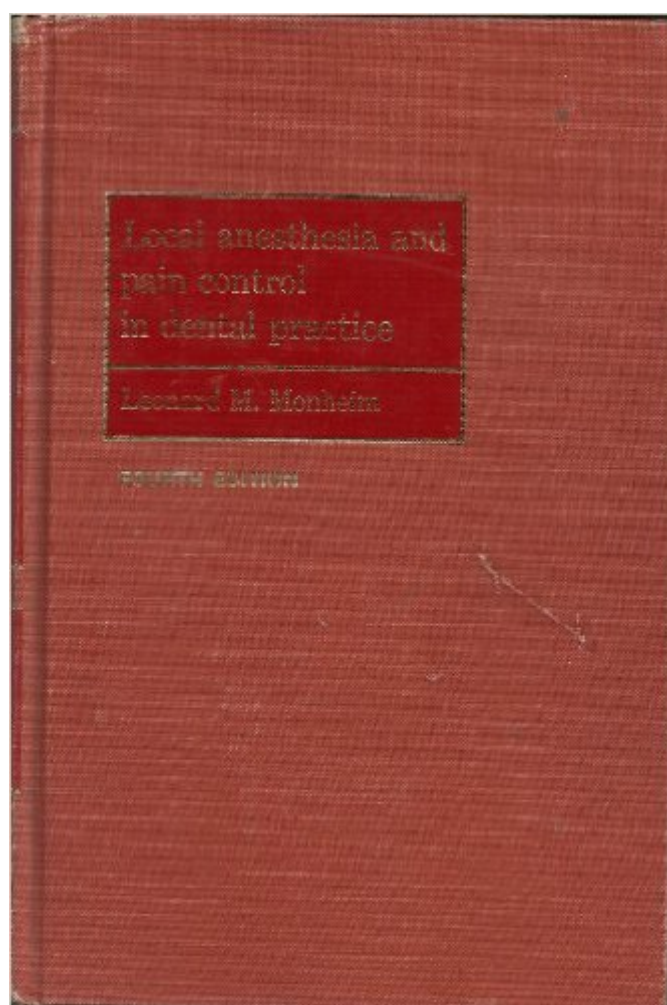 Local anesthesia and
pain control
in dental practice
Leonard M. Monheim
FOURTH EDITION